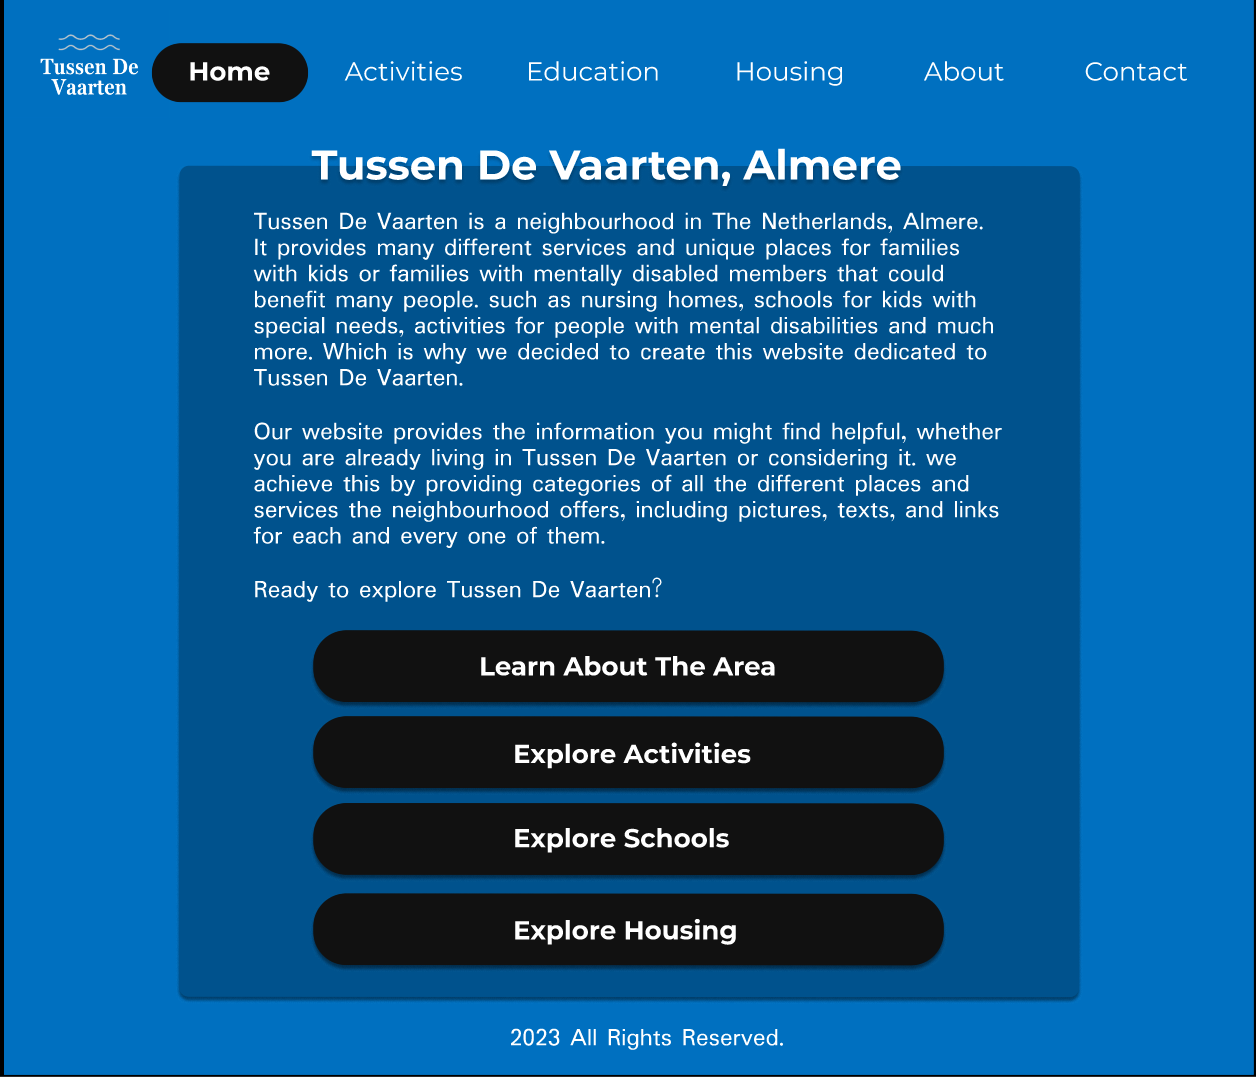 Tussen De
Vaarten
Home
Activities
Education
Housing
About
Contact
Tussen De Vaarten, Almere
Tussen De Vaarten is a neighbourhood in The Netherlands, Almere.
It provides many different services and unique places for families
with kids or families with mentally disabled members that could
benefit many people. such as nursing homes, schools for kids with
special needs, activities for people with mental disabilities and much
more. Which is why we decided to create this website dedicated to
Tussen De Vaarten.
Our website provides the information you might find helpful, whether
you are already living in Tussen De Vaarten or considering it. we
achieve this by providing categories of all the different places and
services the neighbourhood offers, including pictures, texts, and links
for each and every one of them.
Ready to explore Tussen De Vaarten?
Learn About The Area
Explore Activities
Explore Schools
Explore Housing
2023 All Rights Reserved.